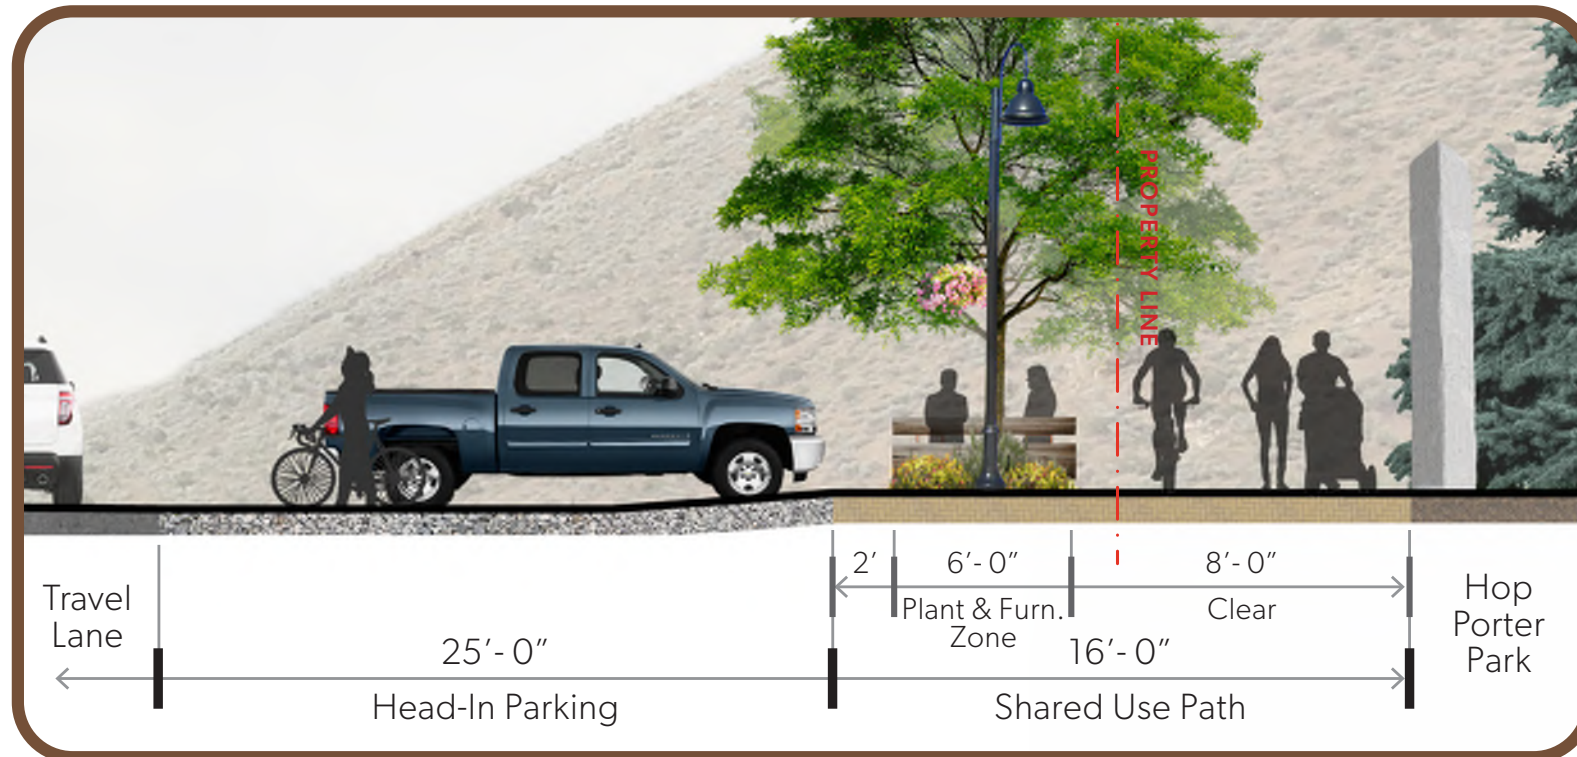 PROPERTY LINE
2' 6'-0" 8'-0"
Plant & Furn. Zone
Clear
Travel
Lane
25'-0"
Head-In Parking
16'-0"
Shared Use Path
Hop
Porter
Park